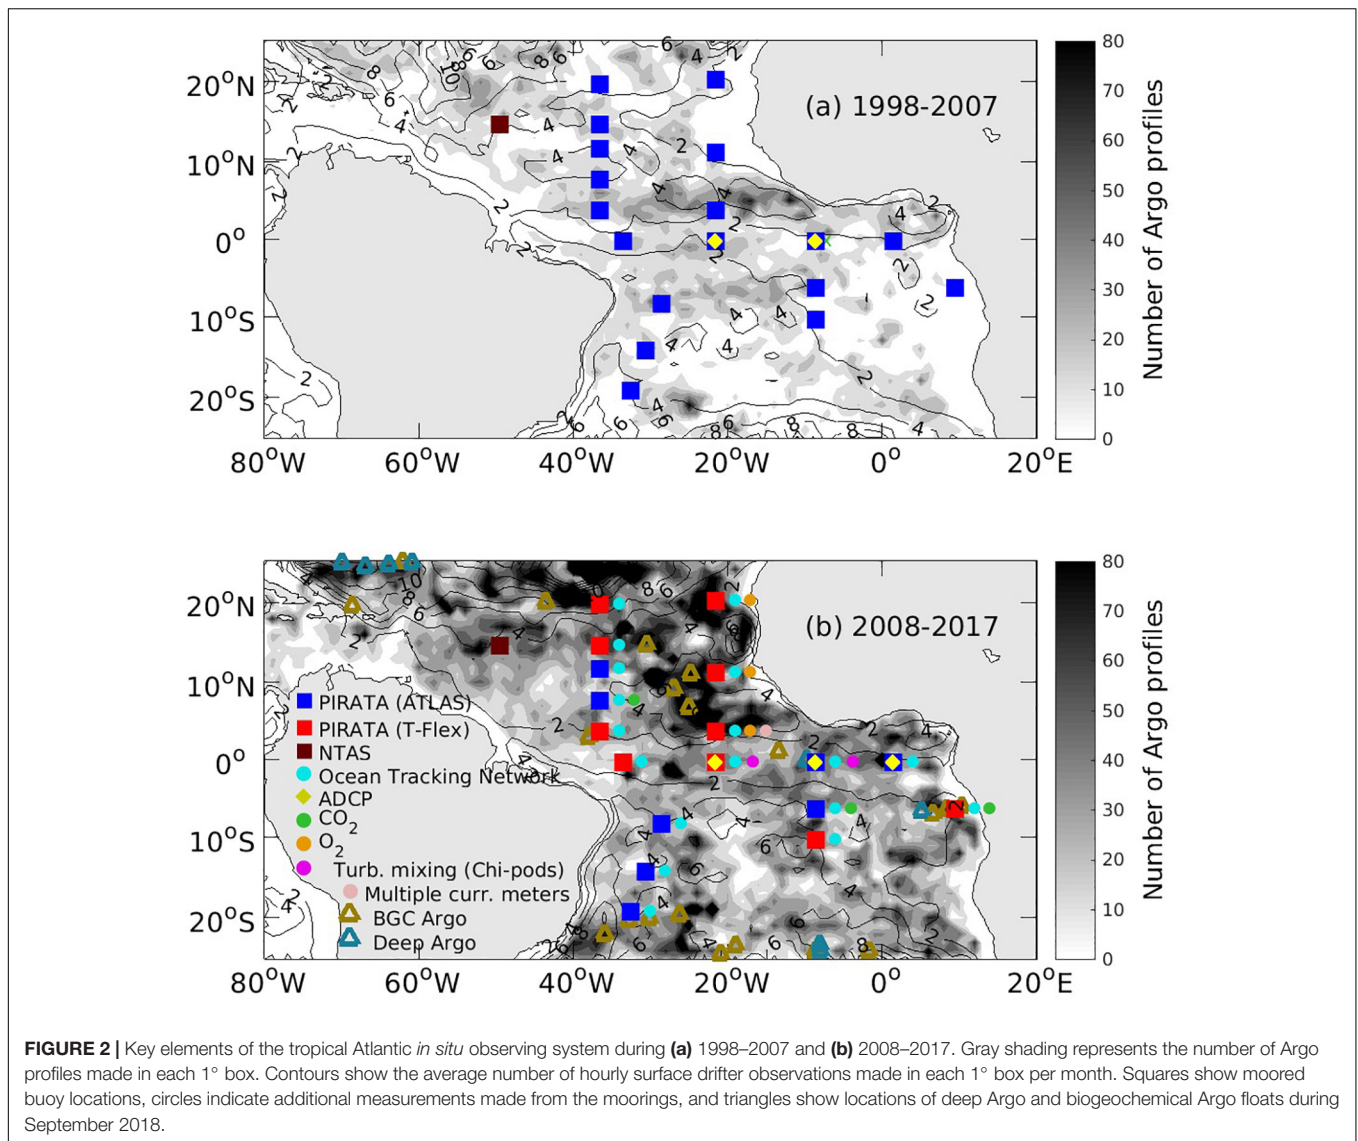 (a) 1998-2007
20°N
10°N
0°
10°S
20°S
80°W 60°W 40°W 20°W 0° 20°E
80
70
60
50
40
30
20
10
0
Number of Argo profiles
(b) 2008-2017
20°N
10°N
0°
10°S
20°S
80°W 60°W 40°W 20°W 0° 20°E
PIRATA (ATLAS)
PIRATA (T-Flex)
NTAS
Ocean Tracking Network
ADCP
CO2
O2
Turb. mixing (Chi-pods)
Multiple curr. meters
BGC Argo
Deep Argo
80
70
60
50
40
30
20
10
0
Number of Argo profiles
FIGURE 2 | Key elements of the tropical Atlantic in situ observing system during (a) 1998–2007 and (b) 2008–2017. Gray shading represents the number of Argo
profiles made in each 1° box. Contours show the average number of hourly surface drifter observations made in each 1° box per month. Squares show moored
buoy locations, circles indicate additional measurements made from the moorings, and triangles show locations of deep Argo and biogeochemical Argo floats during
September 2018.